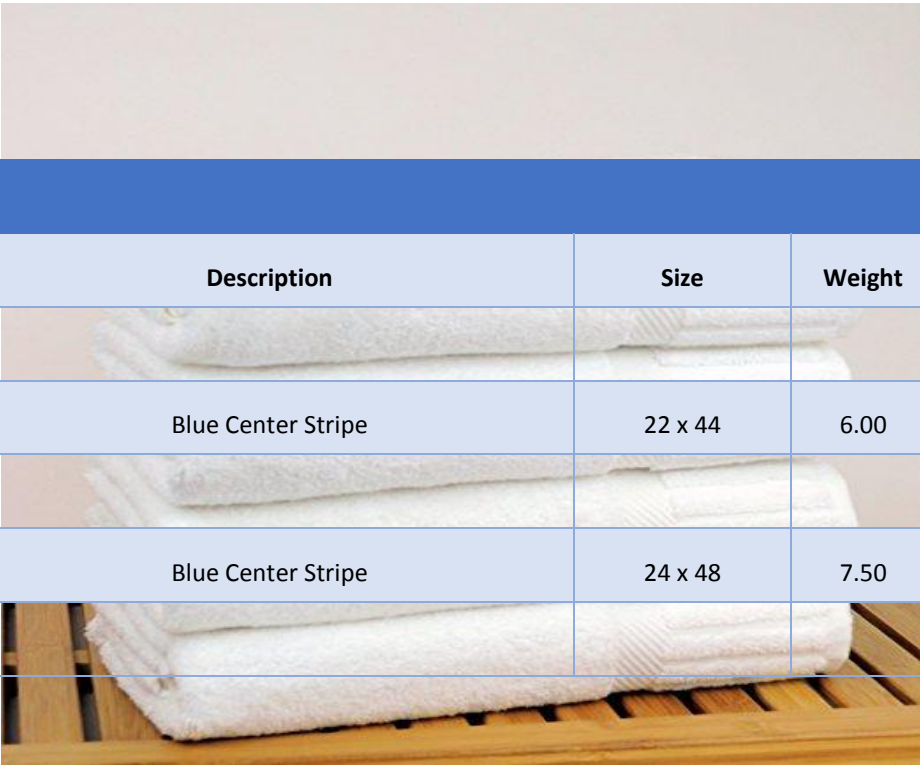 Description Size Weight
Blue Center Stripe 22 x 44 6.00
Blue Center Stripe 24 x 48 7.50